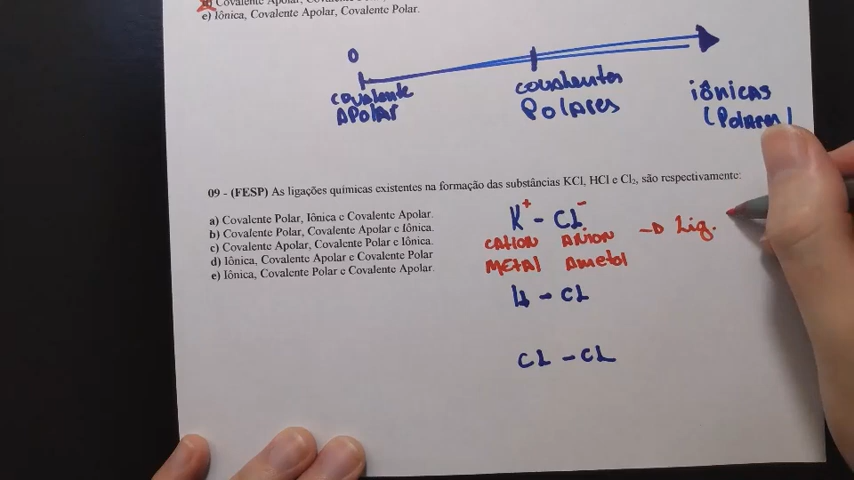 Covalente Apolar,
e) Iônica, Covalente Apolar, Covalente Polar.
0
covalente
APOLAR
covalentes
POLARES
iônicas
(POLARES)
09 - (FESP) As ligações químicas existentes na formação das substâncias KCl, HCl e Cl₂, são respectivamente:
a) Covalente Polar, Iônica e Covalente Apolar.
b) Covalente Polar, Covalente Apolar e Iônica.
c) Covalente Apolar, Covalente Polar e Iônica.
d) Iônica, Covalente Apolar e Covalente Polar
e) Iônica, Covalente Polar e Covalente Apolar.
K⁺ - CL⁻
CATION ANION → Lig.
METAL Ametal
H - CL
CL - CL